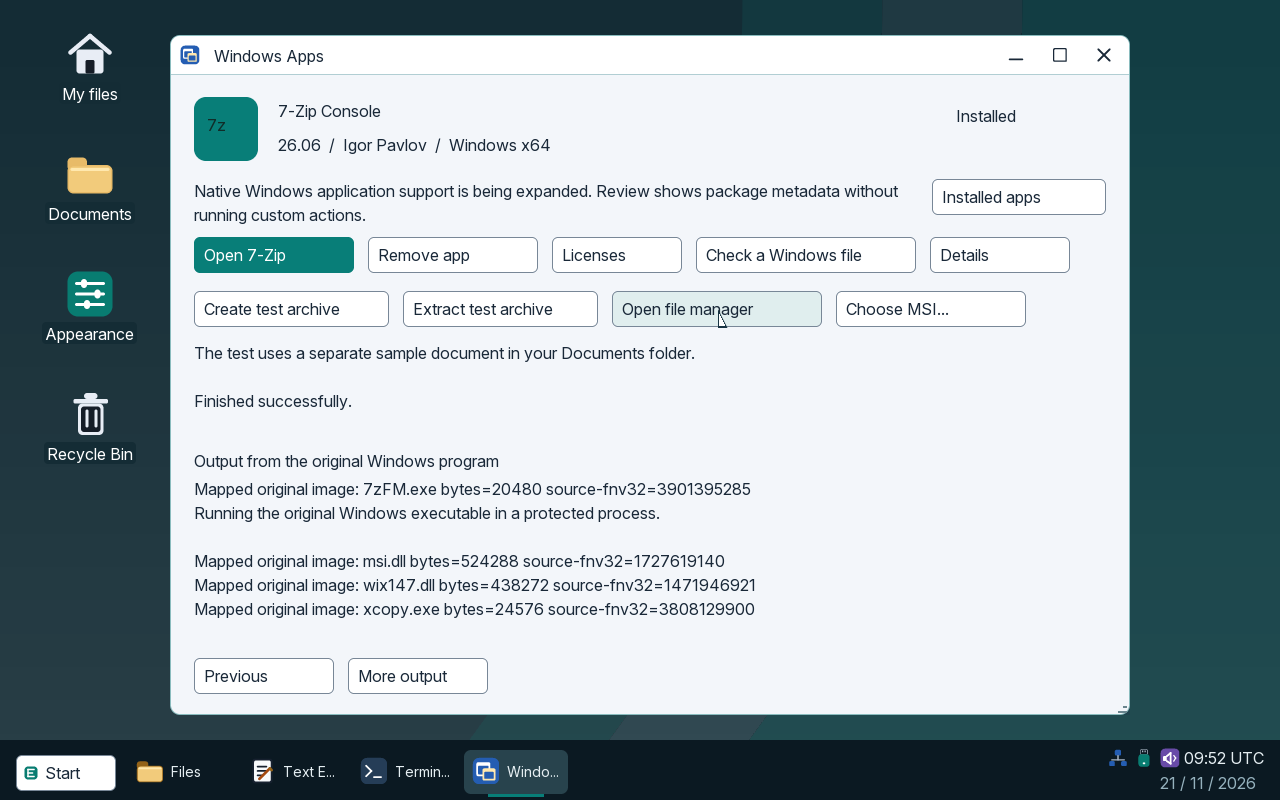 My files
Documents
Appearance
Recycle Bin
Windows Apps
7z
7-Zip Console
26.06 / Igor Pavlov / Windows x64
Installed
Native Windows application support is being expanded. Review shows package metadata without
running custom actions.
Installed apps
Open 7-Zip
Remove app
Licenses
Check a Windows file
Details
Create test archive
Extract test archive
Open file manager
Choose MSI...
The test uses a separate sample document in your Documents folder.
Finished successfully.
Output from the original Windows program
Mapped original image: 7zFM.exe bytes=20480 source-fnv32=3901395285
Running the original Windows executable in a protected process.
Mapped original image: msi.dll bytes=524288 source-fnv32=1727619140
Mapped original image: wix147.dll bytes=438272 source-fnv32=1471946921
Mapped original image: xcopy.exe bytes=24576 source-fnv32=3808129900
Previous
More output
Start
Files
Text E...
Termin...
Windo...
09:52 UTC
21 / 11 / 2026